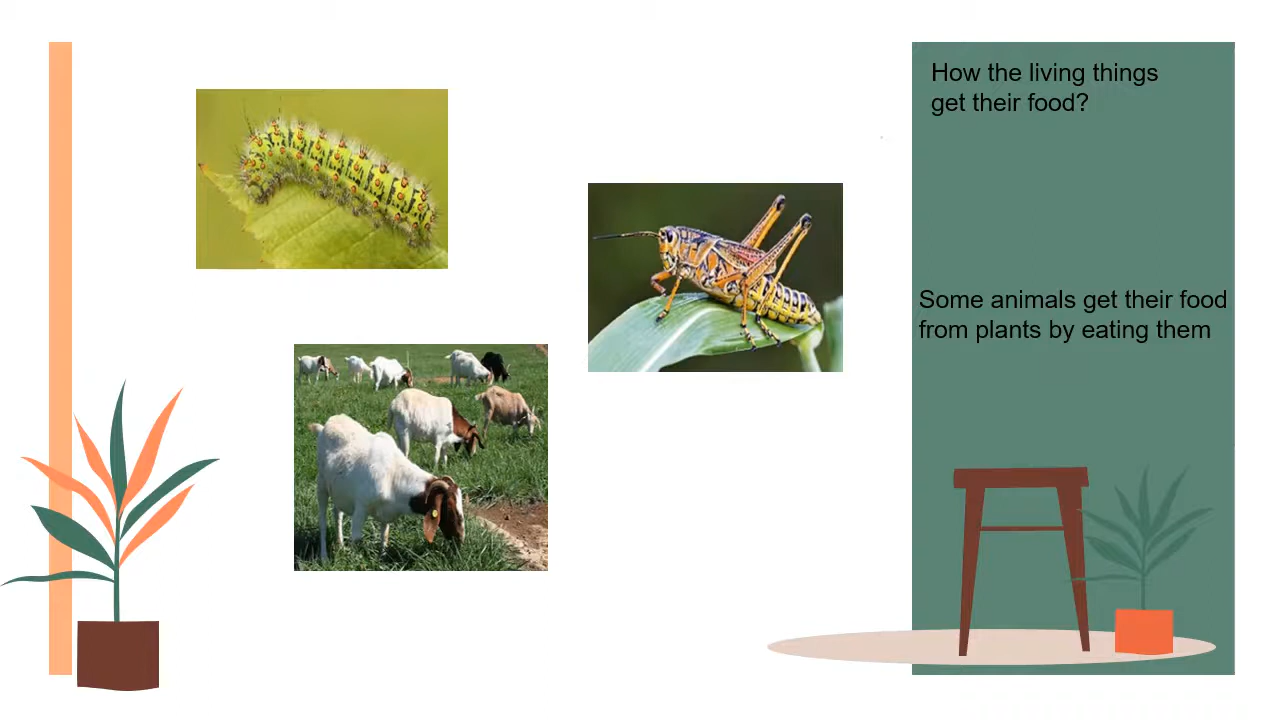 How the living things
get their food?
Some animals get their food
from plants by eating them